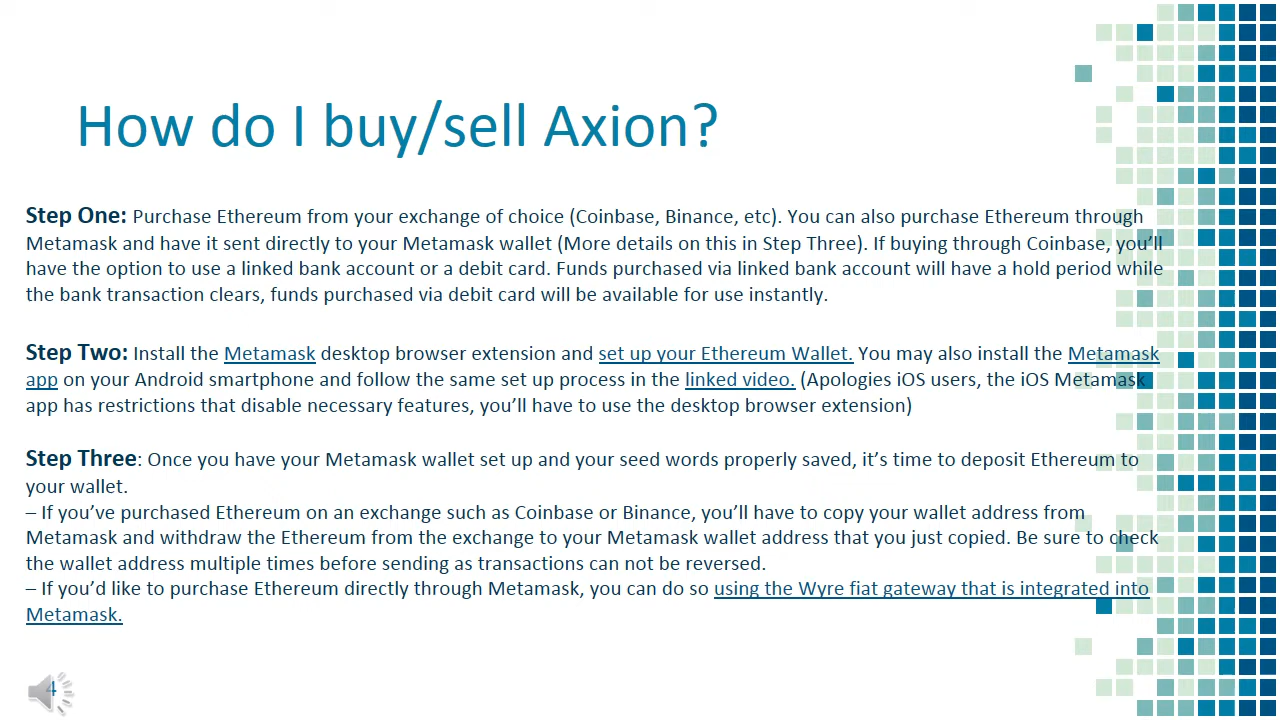 How do I buy/sell Axion?
Step One: Purchase Ethereum from your exchange of choice (Coinbase, Binance, etc). You can also purchase Ethereum through
Metamask and have it sent directly to your Metamask wallet (More details on this in Step Three). If buying through Coinbase, you’ll
have the option to use a linked bank account or a debit card. Funds purchased via linked bank account will have a hold period while
the bank transaction clears, funds purchased via debit card will be available for use instantly.
Step Two: Install the Metamask desktop browser extension and set up your Ethereum Wallet. You may also install the Metamask
app on your Android smartphone and follow the same set up process in the linked video. (Apologies iOS users, the iOS Metamask
app has restrictions that disable necessary features, you’ll have to use the desktop browser extension)
Step Three: Once you have your Metamask wallet set up and your seed words properly saved, it’s time to deposit Ethereum to
your wallet.
– If you’ve purchased Ethereum on an exchange such as Coinbase or Binance, you’ll have to copy your wallet address from
Metamask and withdraw the Ethereum from the exchange to your Metamask wallet address that you just copied. Be sure to check
the wallet address multiple times before sending as transactions can not be reversed.
– If you’d like to purchase Ethereum directly through Metamask, you can do so using the Wyre fiat gateway that is integrated into
Metamask.
4